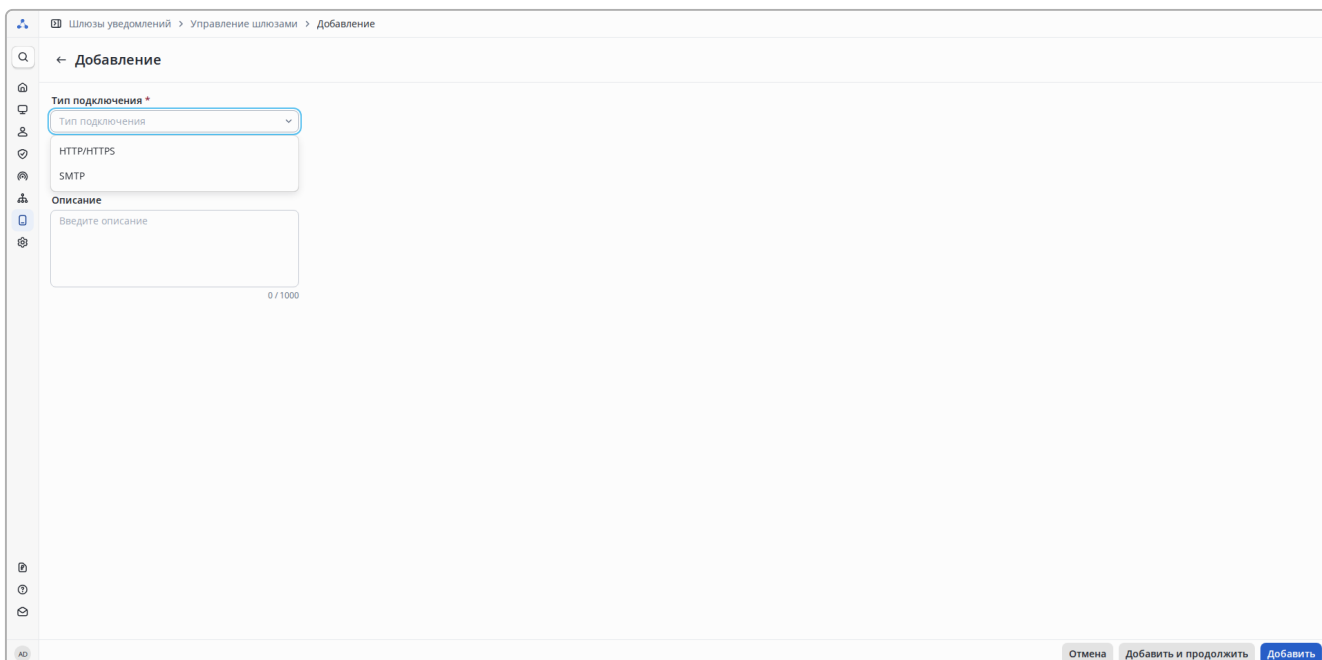 Шлюзы уведомлений > Управление шлюзами > Добавление
← Добавление
Тип подключения *
Тип подключения
HTTP/HTTPS
SMTP
Описание
Введите описание
0 / 1000
AD
Отмена
Добавить и продолжить
Добавить